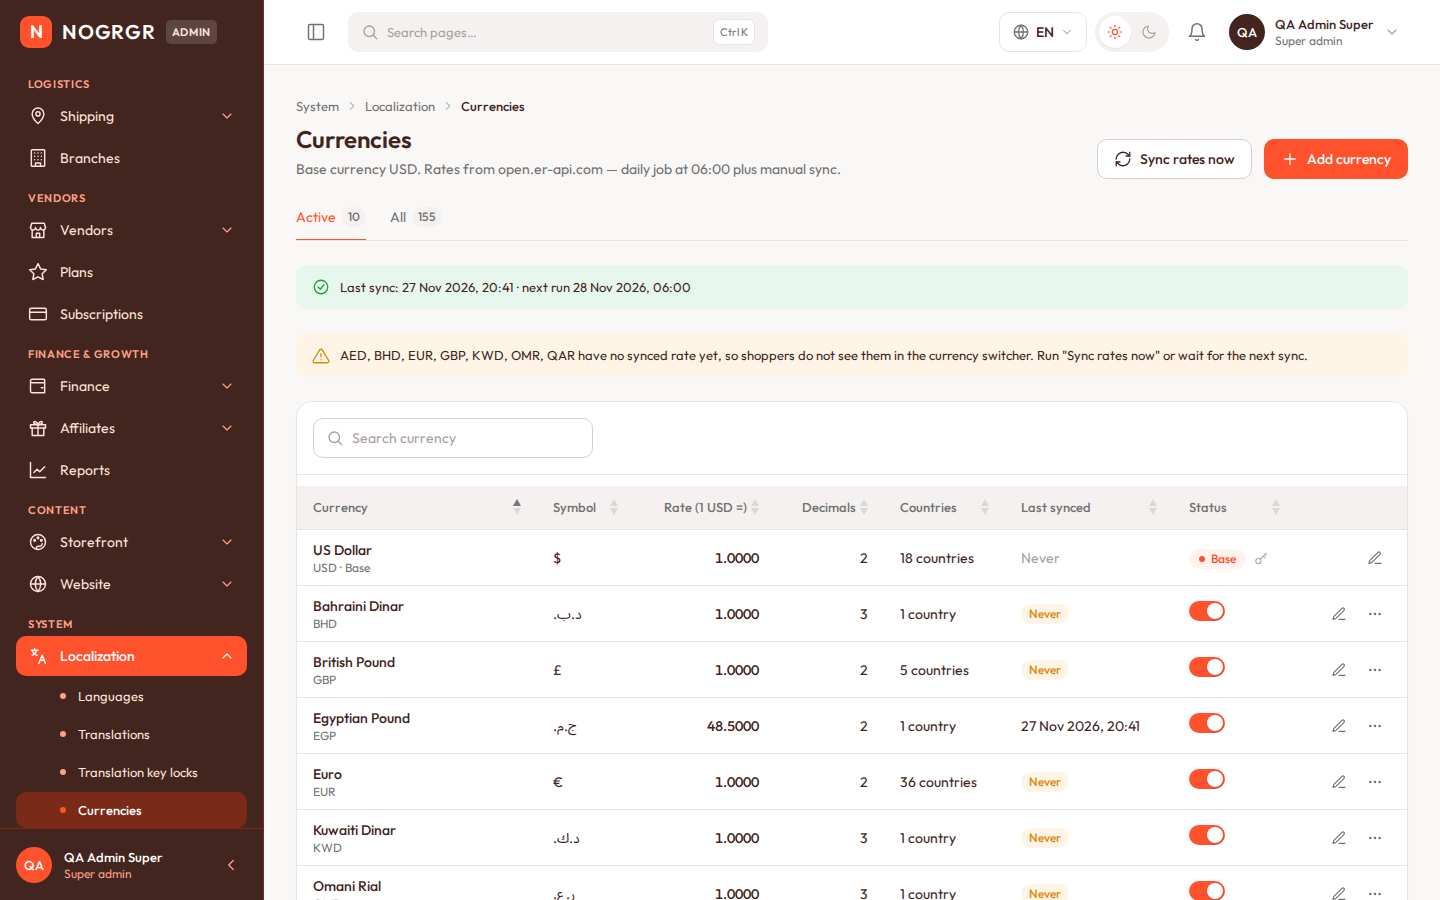 N NOGRGR ADMIN
Search pages... Ctrl K
EN
QA QA Admin Super
Super admin
LOGISTICS
Shipping
Branches
VENDORS
Vendors
Plans
Subscriptions
FINANCE & GROWTH
Finance
Affiliates
Reports
CONTENT
Storefront
Website
SYSTEM
Localization
Languages
Translations
Translation key locks
Currencies
QA QA Admin Super
Super admin
System > Localization > Currencies
Currencies
Base currency USD. Rates from open.er-api.com — daily job at 06:00 plus manual sync.
Sync rates now
Add currency
Active 10 All 155
Last sync: 27 Nov 2026, 20:41 · next run 28 Nov 2026, 06:00
AED, BHD, EUR, GBP, KWD, OMR, QAR have no synced rate yet, so shoppers do not see them in the currency switcher. Run "Sync rates now" or wait for the next sync.
Search currency
Currency Symbol Rate (1 USD =) Decimals Countries Last synced Status
US Dollar $ 1.0000 2 18 countries Never Base
USD · Base
Bahraini Dinar د.ب. 1.0000 3 1 country Never
BHD
British Pound £ 1.0000 2 5 countries Never
GBP
Egyptian Pound ج.م. 48.5000 2 1 country 27 Nov 2026, 20:41
EGP
Euro € 1.0000 2 36 countries Never
EUR
Kuwaiti Dinar د.ك. 1.0000 3 1 country Never
KWD
Omani Rial ر.ع. 1.0000 3 1 country Never